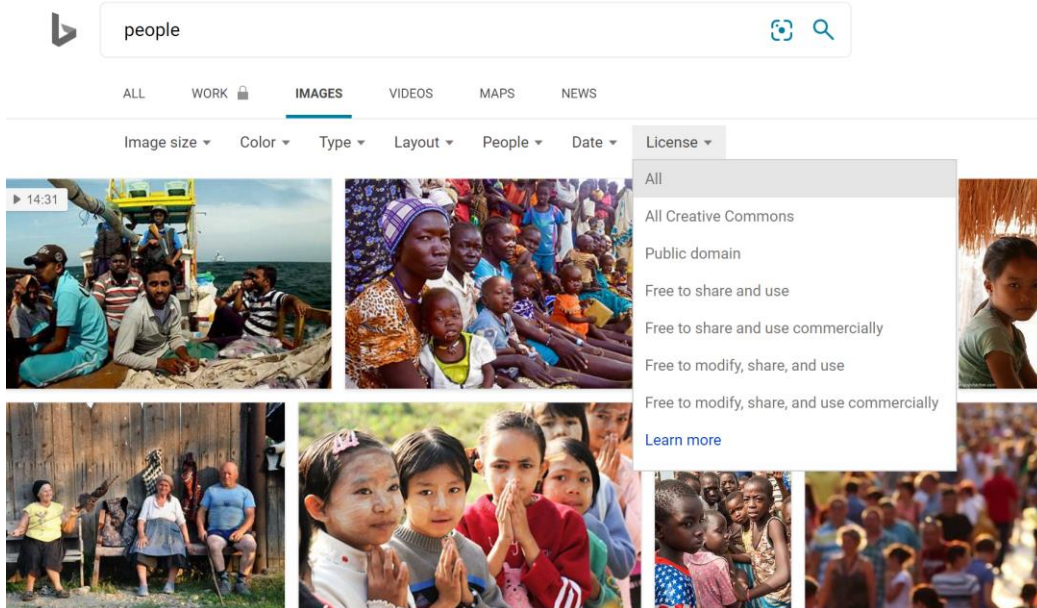 people
ALL WORK IMAGES VIDEOS MAPS NEWS
Image size Color Type Layout People Date License
All
14:31
All Creative Commons
Public domain
Free to share and use
Free to share and use commercially
Free to modify, share, and use
Free to modify, share, and use commercially
Learn more